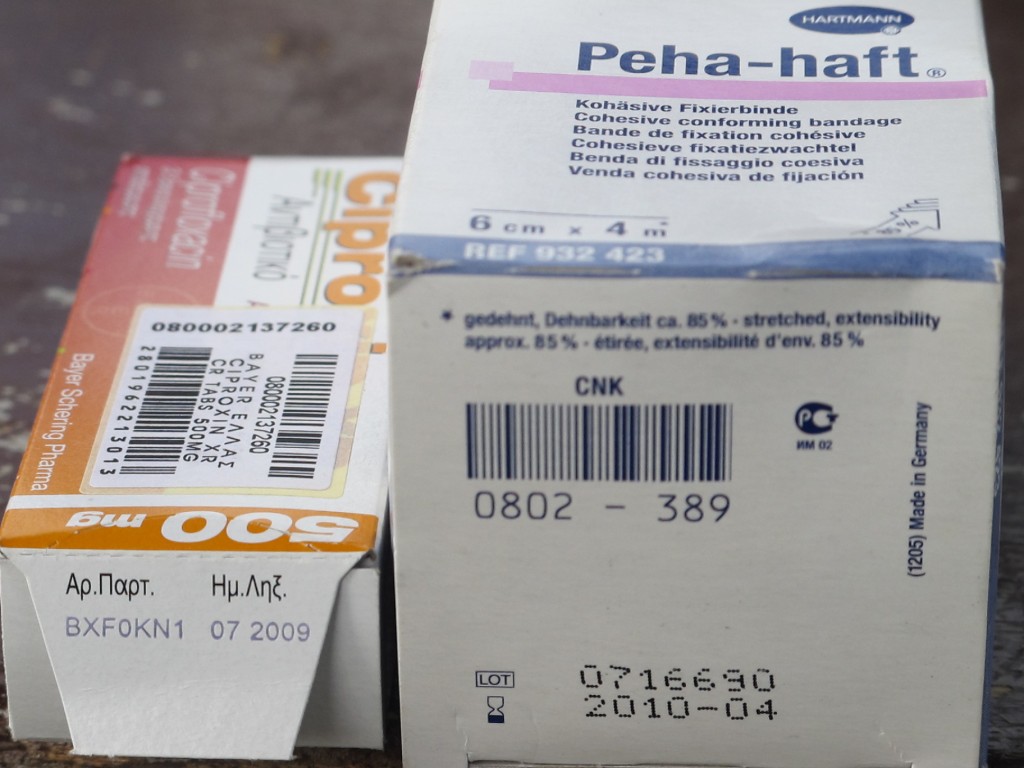 HARTMANN
Peha-haft®
Kohäsive Fixierbinde
Cohesive conforming bandage
Bande de fixation cohésive
Cohesieve fixatiezwachtel
Benda di fissaggio coesiva
Venda cohesiva de fijación
6 cm x 4 m
REF 932 423
* gedehnt, Dehnbarkeit ca. 85 % - stretched, extensibility
approx. 85 % - étirée, extensibilité d'env. 85 %
CNK
0802 - 389
ИМ 02
(1205) Made in Germany
LOT
0716690
2010-04
Cipro
Αντιβιοτικό
Ciprofloxacin
080002137260
2801962213013
BAYER ΕΛΛΑΣ
CIPROXIN XR
CR TABS 500MG
080002137260
Bayer Schering Pharma
500 mg
Αρ.Παρτ. Ημ.Ληξ.
BXF0KN1 07 2009